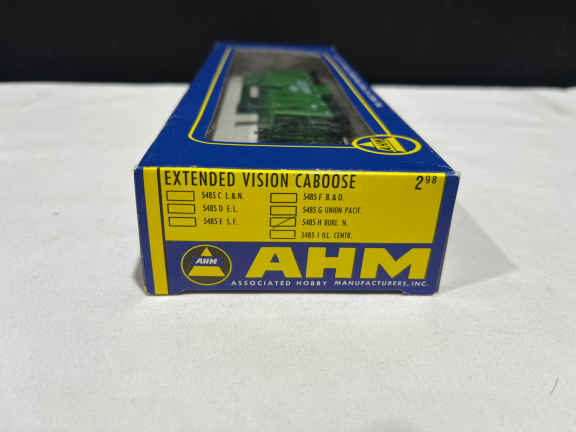 EXTENDED VISION CABOOSE 2 98
5485 C L.&N. 5485 F B.&O.
5485 D E.L. 5485 G UNION PACIF.
5485 E S.F. 5485 H BURL. N.
5485 I ILL. CENTR.
AHM AHM
ASSOCIATED HOBBY MANUFACTURERS, INC.